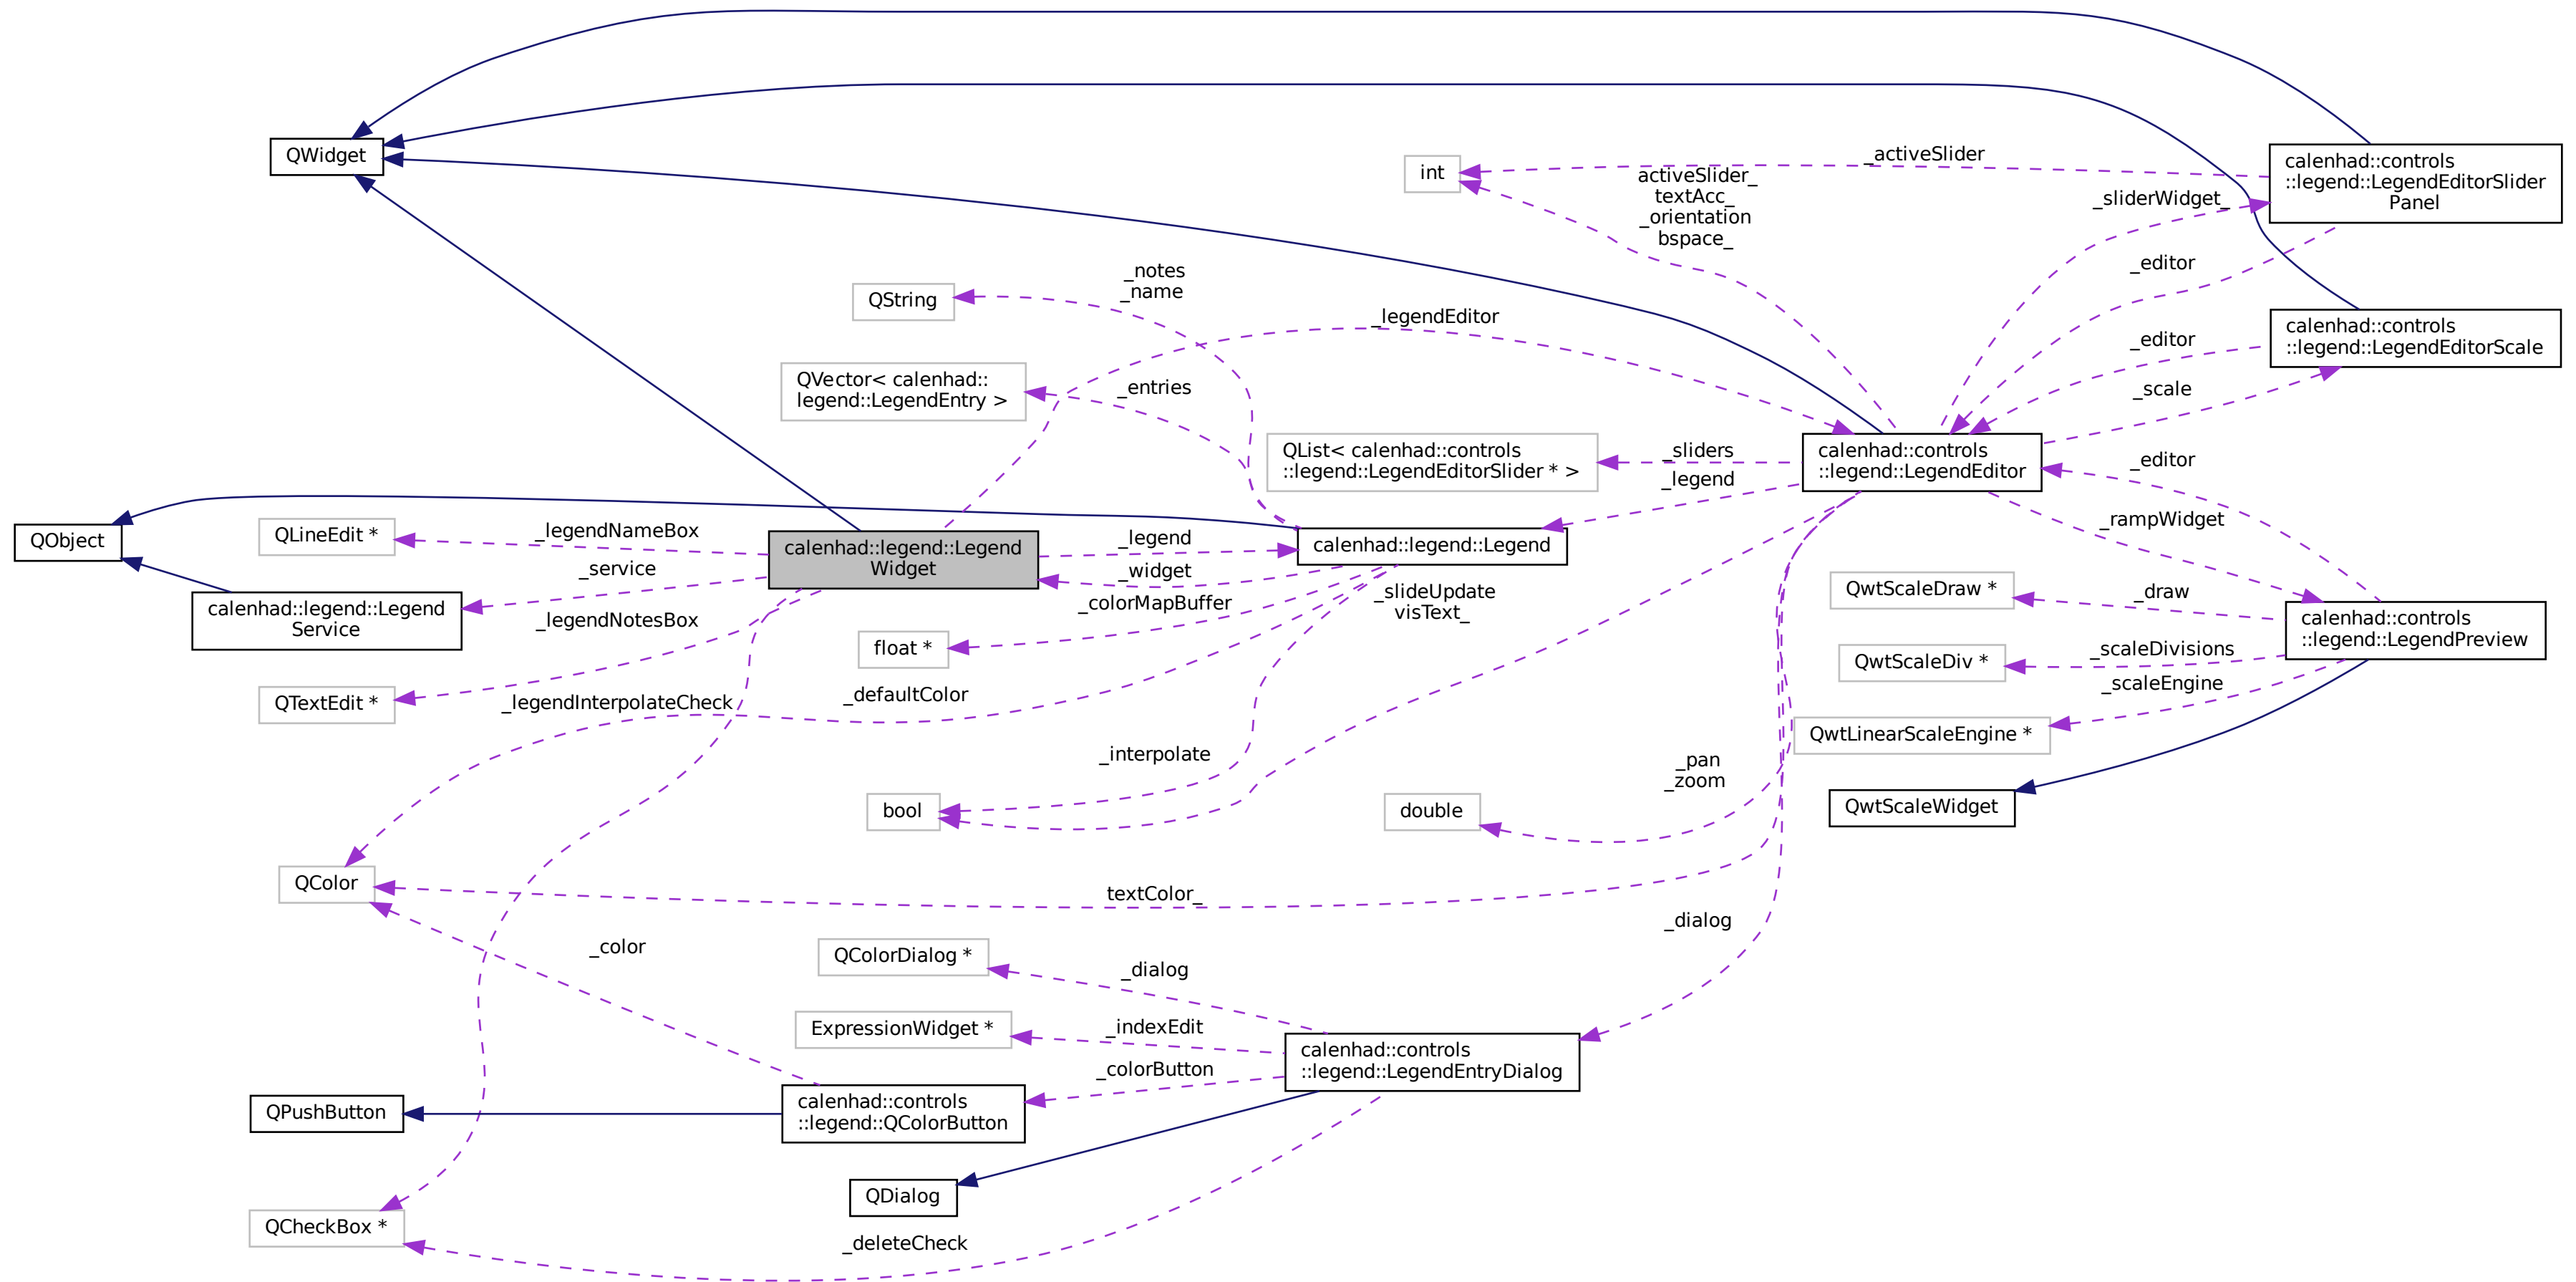 QWidget
int
_activeSlider
calenhad::controls
::legend::LegendEditorSlider
Panel
activeSlider_
textAcc_
_orientation
bspace_
_sliderWidget_
_editor
_notes
_name
QString
_legendEditor
calenhad::controls
::legend::LegendEditorScale
_editor
_scale
QVector< calenhad::
legend::LegendEntry >
_entries
QList< calenhad::controls
::legend::LegendEditorSlider * >
_sliders
_legend
calenhad::controls
::legend::LegendEditor
_editor
_rampWidget
QObject
QLineEdit *
_legendNameBox
calenhad::legend::Legend
Widget
_legend
_widget
calenhad::legend::Legend
_service
calenhad::legend::Legend
Service
_legendNotesBox
_colorMapBuffer
_slideUpdate
visText_
float *
QwtScaleDraw *
_draw
calenhad::controls
::legend::LegendPreview
QwtScaleDiv *
_scaleDivisions
_scaleEngine
QTextEdit *
_legendInterpolateCheck
_defaultColor
QwtLinearScaleEngine *
_interpolate
_pan
_zoom
bool
double
QwtScaleWidget
QColor
textColor_
_dialog
_color
QColorDialog *
_dialog
ExpressionWidget *
_indexEdit
calenhad::controls
::legend::LegendEntryDialog
_colorButton
QPushButton
calenhad::controls
::legend::QColorButton
QDialog
QCheckBox *
_deleteCheck